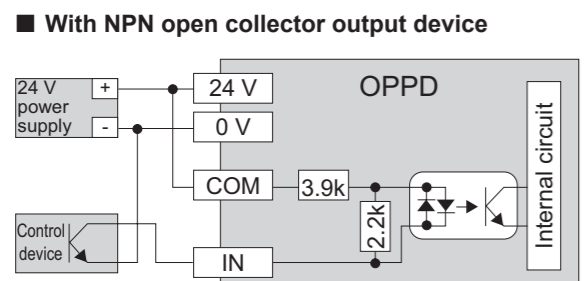 ■ With NPN open collector output device
24 V
power
supply
+
-
24 V
0 V
COM
IN
OPPD
3.9k
2.2k
Internal circuit
Control
device